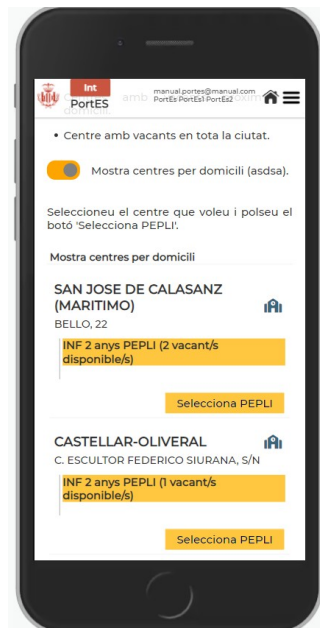 Int
PortES
manual.portes@manual.com
PortEs PortEs1 PortEs2
amb
domicili
• Centre amb vacants en tota la ciutat.
Mostra centres per domicili (asdsa).
Seleccioneu el centre que voleu i polseu el
botó 'Selecciona PEPLI'.
Mostra centres per domicili
SAN JOSE DE CALASANZ
(MARITIMO)
BELLO, 22
INF 2 anys PEPLI (2 vacant/s
disponible/s)
Selecciona PEPLI
CASTELLAR-OLIVERAL
C. ESCULTOR FEDERICO SIURANA, S/N
INF 2 anys PEPLI (1 vacant/s
disponible/s)
Selecciona PEPLI